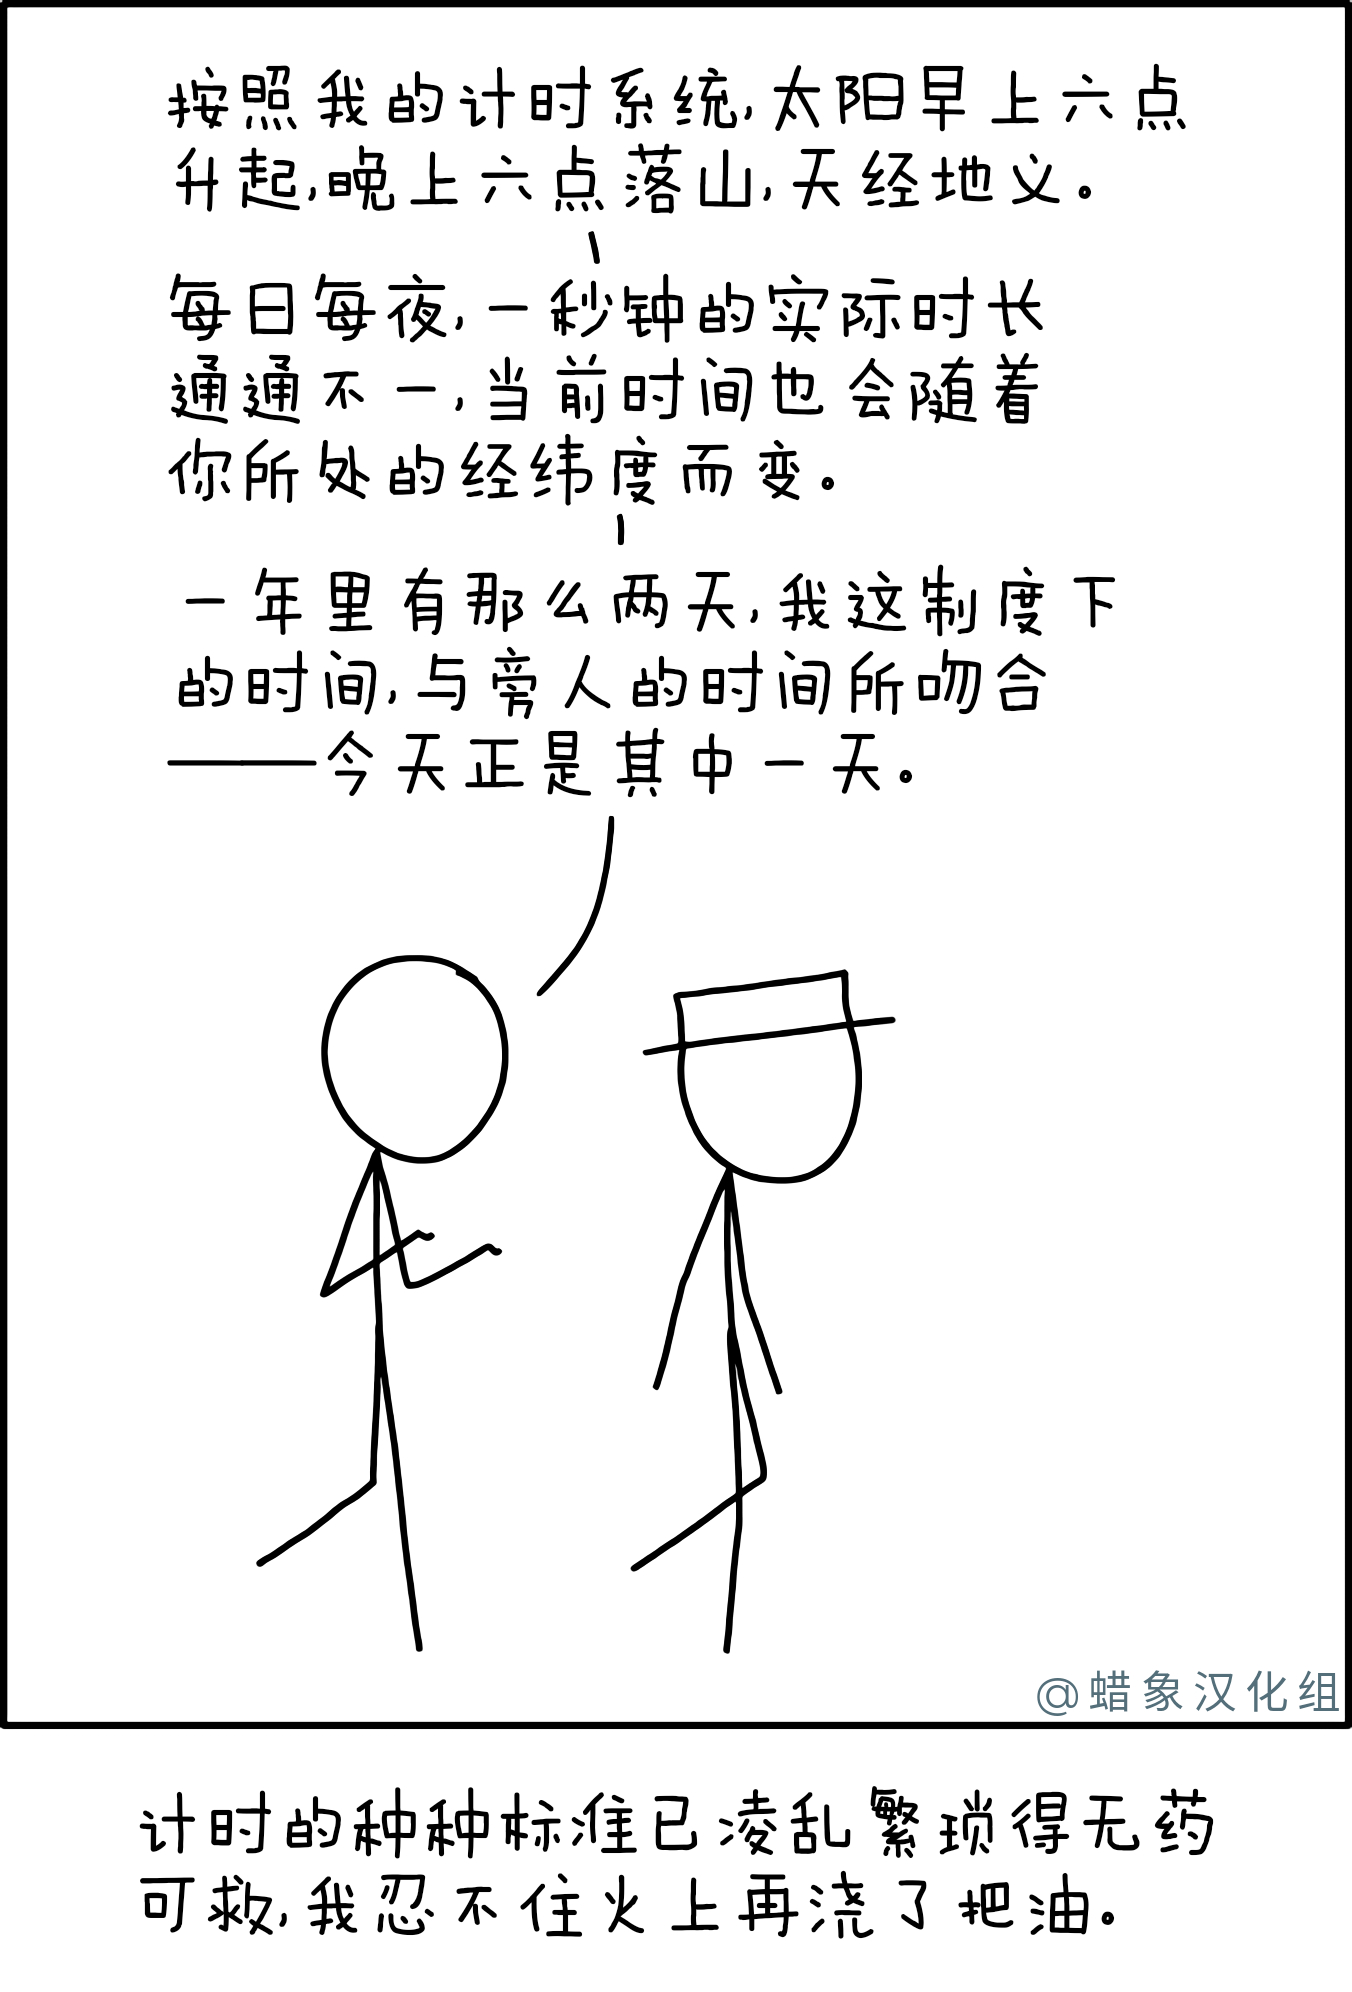 按照我的计时系统，太阳早上六点
升起，晚上六点落山，天经地义。
每日每夜，一秒钟的实际时长
通通不一，当前时间也会随着
你所处的经纬度而变。
一年里有那么两天，我这制度下
的时间，与旁人的时间所吻合
——今天正是其中一天。
@蜡象汉化组
计时的种种标准已凌乱繁琐得无药
可救，我忍不住火上再浇了把油。